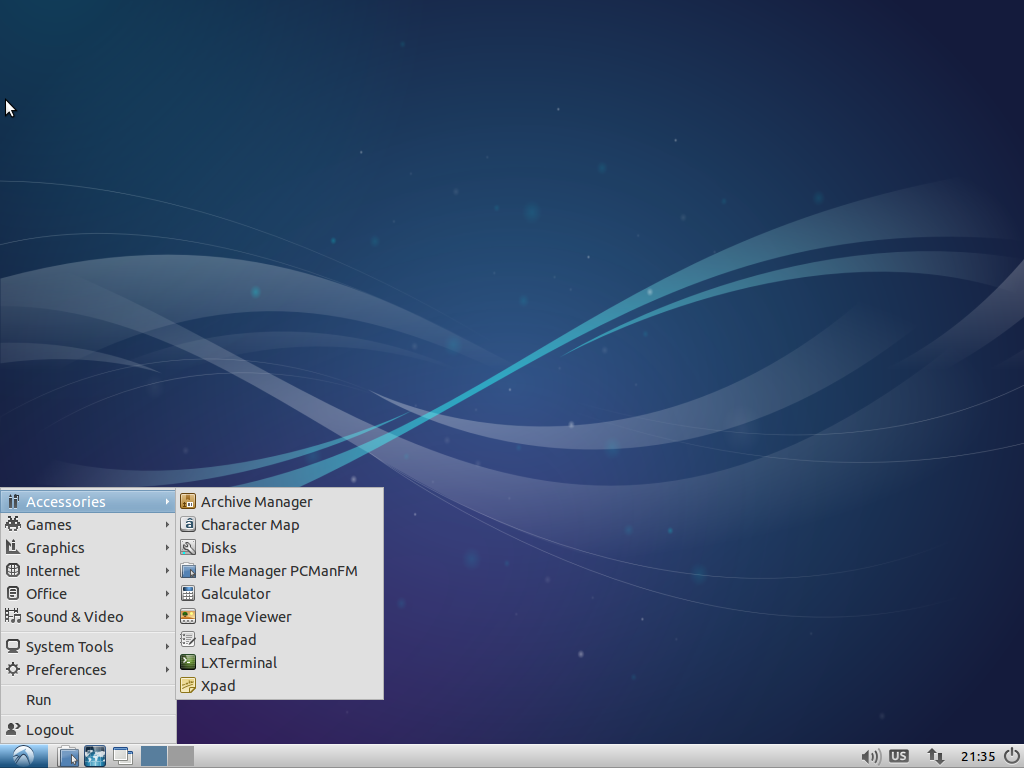 Accessories
Games
Graphics
Internet
Office
Sound & Video
System Tools
Preferences
Run
Logout
Archive Manager
Character Map
Disks
File Manager PCManFM
Galculator
Image Viewer
Leafpad
LXTerminal
Xpad
US
21:35